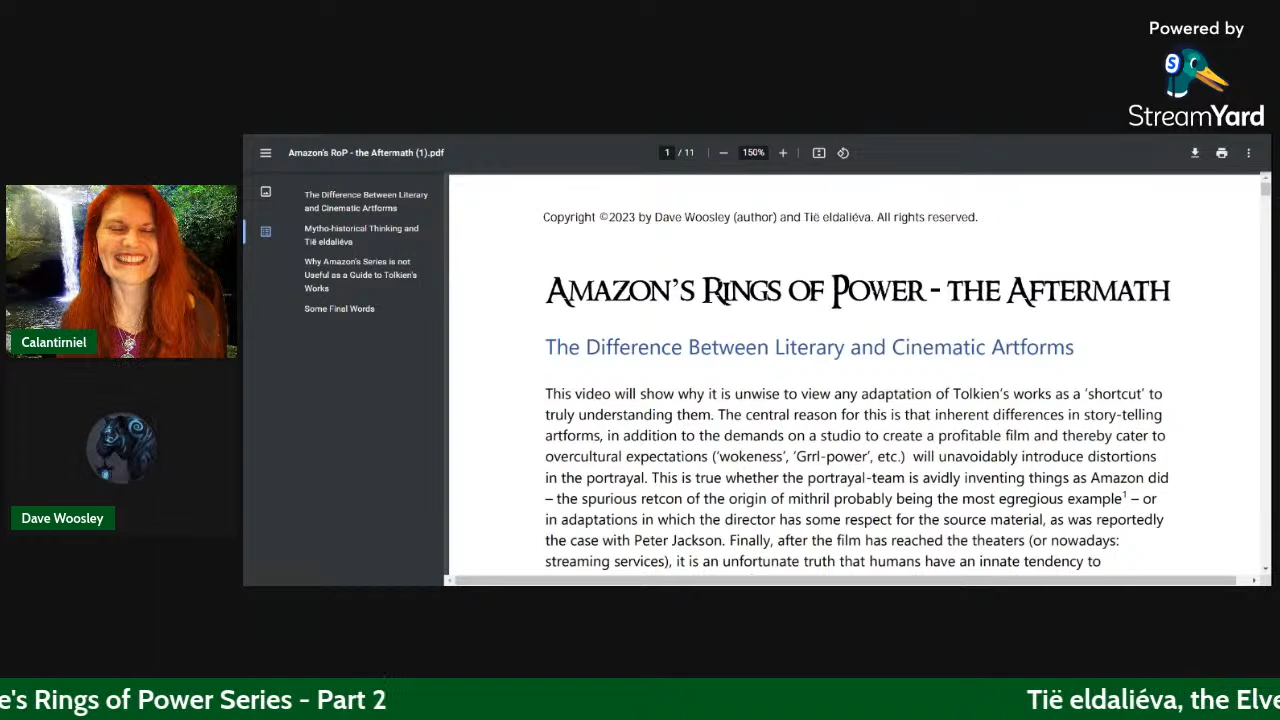 Powered by
StreamYard
Amazon's RoP - the Aftermath (1).pdf
1 / 11
150%
The Difference Between Literary
and Cinematic Artforms
Mytho-historical Thinking and
Tië eldaliéva
Why Amazon's Series is not
Useful as a Guide to Tolkien's
Works
Some Final Words
Copyright ©2023 by Dave Woosley (author) and Tië eldaliéva. All rights reserved.
AMAZON'S RINGS OF POWER - THE AFTERMATH
The Difference Between Literary and Cinematic Artforms
This video will show why it is unwise to view any adaptation of Tolkien's works as a 'shortcut' to
truly understanding them. The central reason for this is that inherent differences in story-telling
artforms, in addition to the demands on a studio to create a profitable film and thereby cater to
overcultural expectations ('wokeness', 'Grrl-power', etc.) will unavoidably introduce distortions
in the portrayal. This is true whether the portrayal-team is avidly inventing things as Amazon did
– the spurious retcon of the origin of mithril probably being the most egregious example1 – or
in adaptations in which the director has some respect for the source material, as was reportedly
the case with Peter Jackson. Finally, after the film has reached the theaters (or nowadays:
streaming services), it is an unfortunate truth that humans have an innate tendency to
Calantirniel
Dave Woosley
e's Rings of Power Series - Part 2
Tië eldaliéva, the Elve